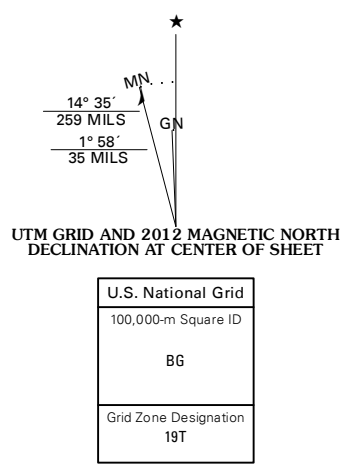 ★
MN
14° 35´
259 MILS
GN
1° 58´
35 MILS
UTM GRID AND 2012 MAGNETIC NORTH
DECLINATION AT CENTER OF SHEET
U.S. National Grid
100,000-m Square ID
BG
Grid Zone Designation
19T